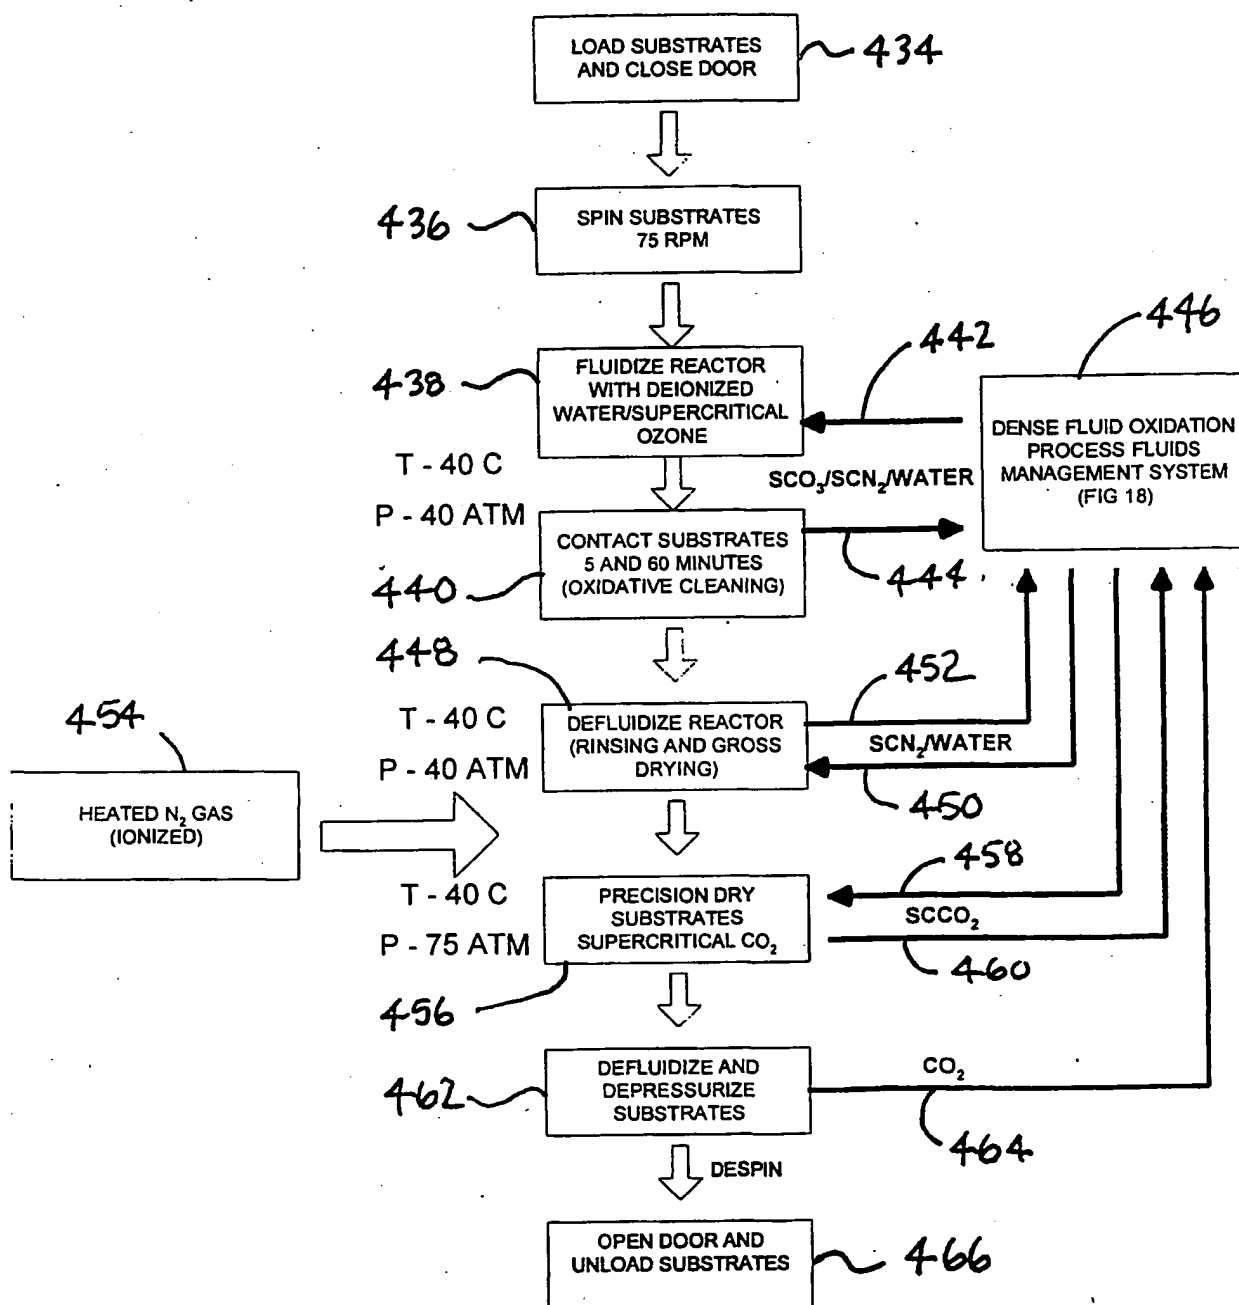 LOAD SUBSTRATES
AND CLOSE DOOR
434
SPIN SUBSTRATES
75 RPM
436
FLUIDIZE REACTOR
WITH DEIONIZED
WATER/SUPERCRITICAL
OZONE
438
442
446
DENSE FLUID OXIDATION
PROCESS FLUIDS
MANAGEMENT SYSTEM
(FIG 18)
T - 40 C
P - 40 ATM
SCO₃/SCN₂/WATER
CONTACT SUBSTRATES
5 AND 60 MINUTES
(OXIDATIVE CLEANING)
440
444
448
452
454
T - 40 C
P - 40 ATM
DEFLUIDIZE REACTOR
(RINSING AND GROSS
DRYING)
SCN₂/WATER
450
HEATED N₂ GAS
(IONIZED)
458
T - 40 C
P - 75 ATM
PRECISION DRY
SUBSTRATES
SUPERCRITICAL CO₂
SCCO₂
460
456
DEFLUIDIZE AND
DEPRESSURIZE
SUBSTRATES
462
CO₂
464
DESPIN
OPEN DOOR AND
UNLOAD SUBSTRATES
466